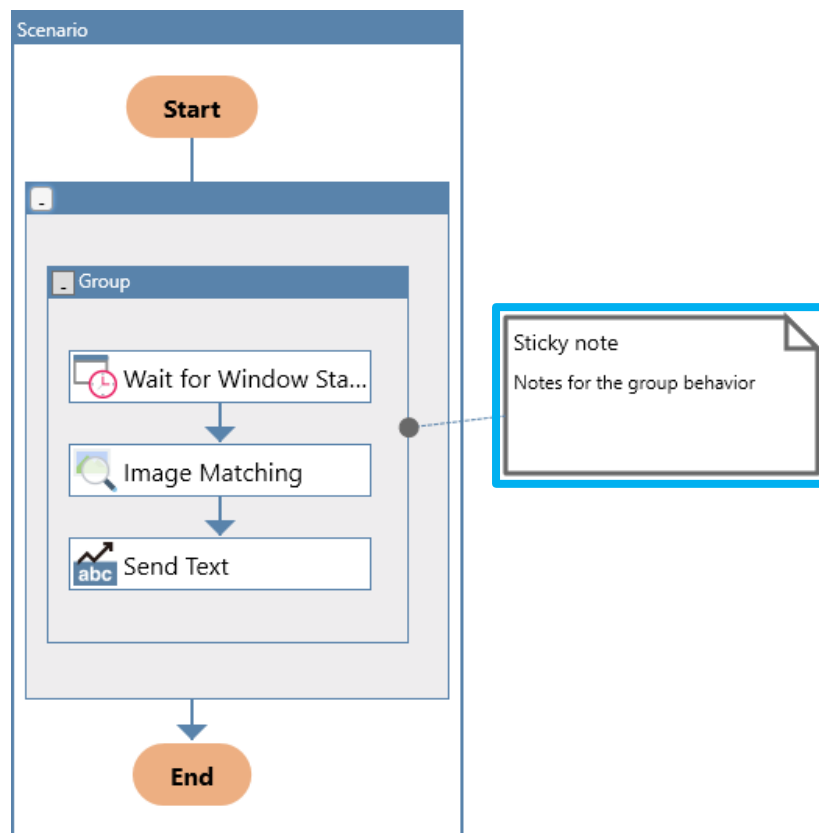 Scenario
Start
-
- Group
Wait for Window Sta...
Image Matching
abc
Send Text
End
Sticky note
Notes for the group behavior